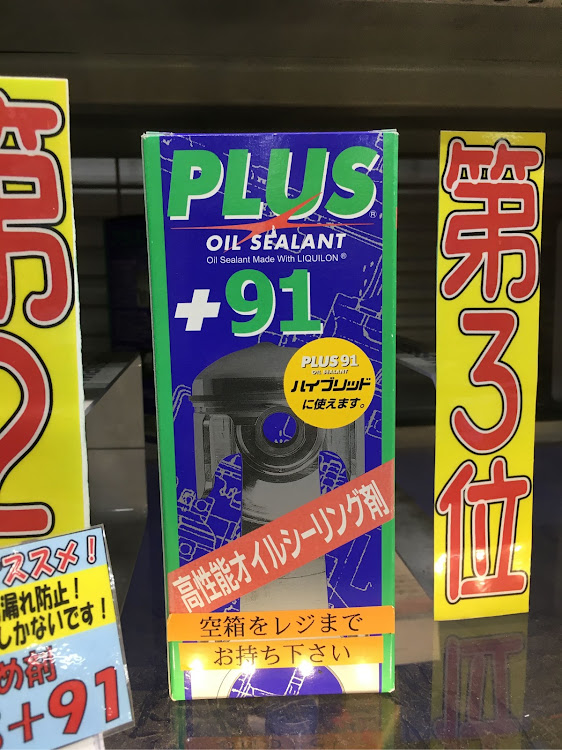 第2
PLUS®
OIL SEALANT
Oil Sealant Made With LIQUILON®
+91
PLUS 91
OIL SEALANT
ハイブリッド
に使えます。
高性能オイルシーリング剤
空箱をレジまで
お持ち下さい
第3位
ススメ!
漏れ防止!
しかないです!
め剤
+91